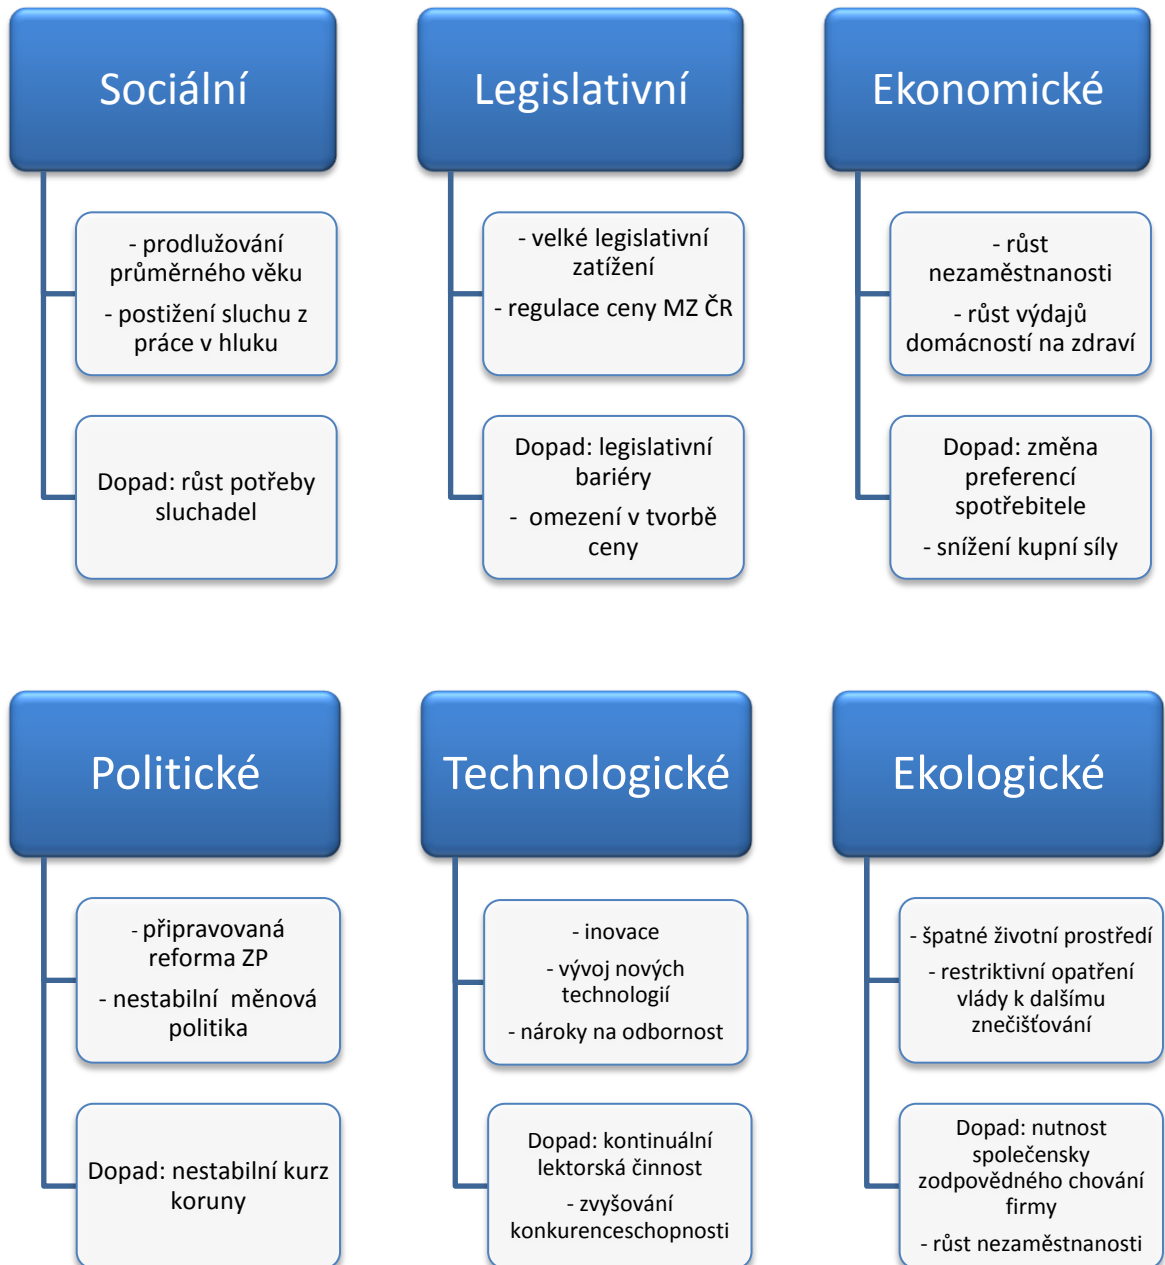 Sociální
- prodlužování
průměrného věku
- postižení sluchu z
práce v hluku
Dopad: růst potřeby
sluchadel
Legislativní
- velké legislativní
zatížení
- regulace ceny MZ ČR
Dopad: legislativní
bariéry
- omezení v tvorbě
ceny
Ekonomické
- růst
nezaměstnanosti
- růst výdajů
domácností na zdraví
Dopad: změna
preferencí
spotřebitele
- snížení kupní síly
Politické
- připravovaná
reforma ZP
- nestabilní měnová
politika
Dopad: nestabilní kurz
koruny
Technologické
- inovace
- vývoj nových
technologií
- nároky na odbornost
Dopad: kontinuální
lektorská činnost
- zvyšování
konkurenceschopnosti
Ekologické
- špatné životní prostředí
- restriktivní opatření
vlády k dalšímu
znečišťování
Dopad: nutnost
společensky
zodpovědného chování
firmy
- růst nezaměstnanosti